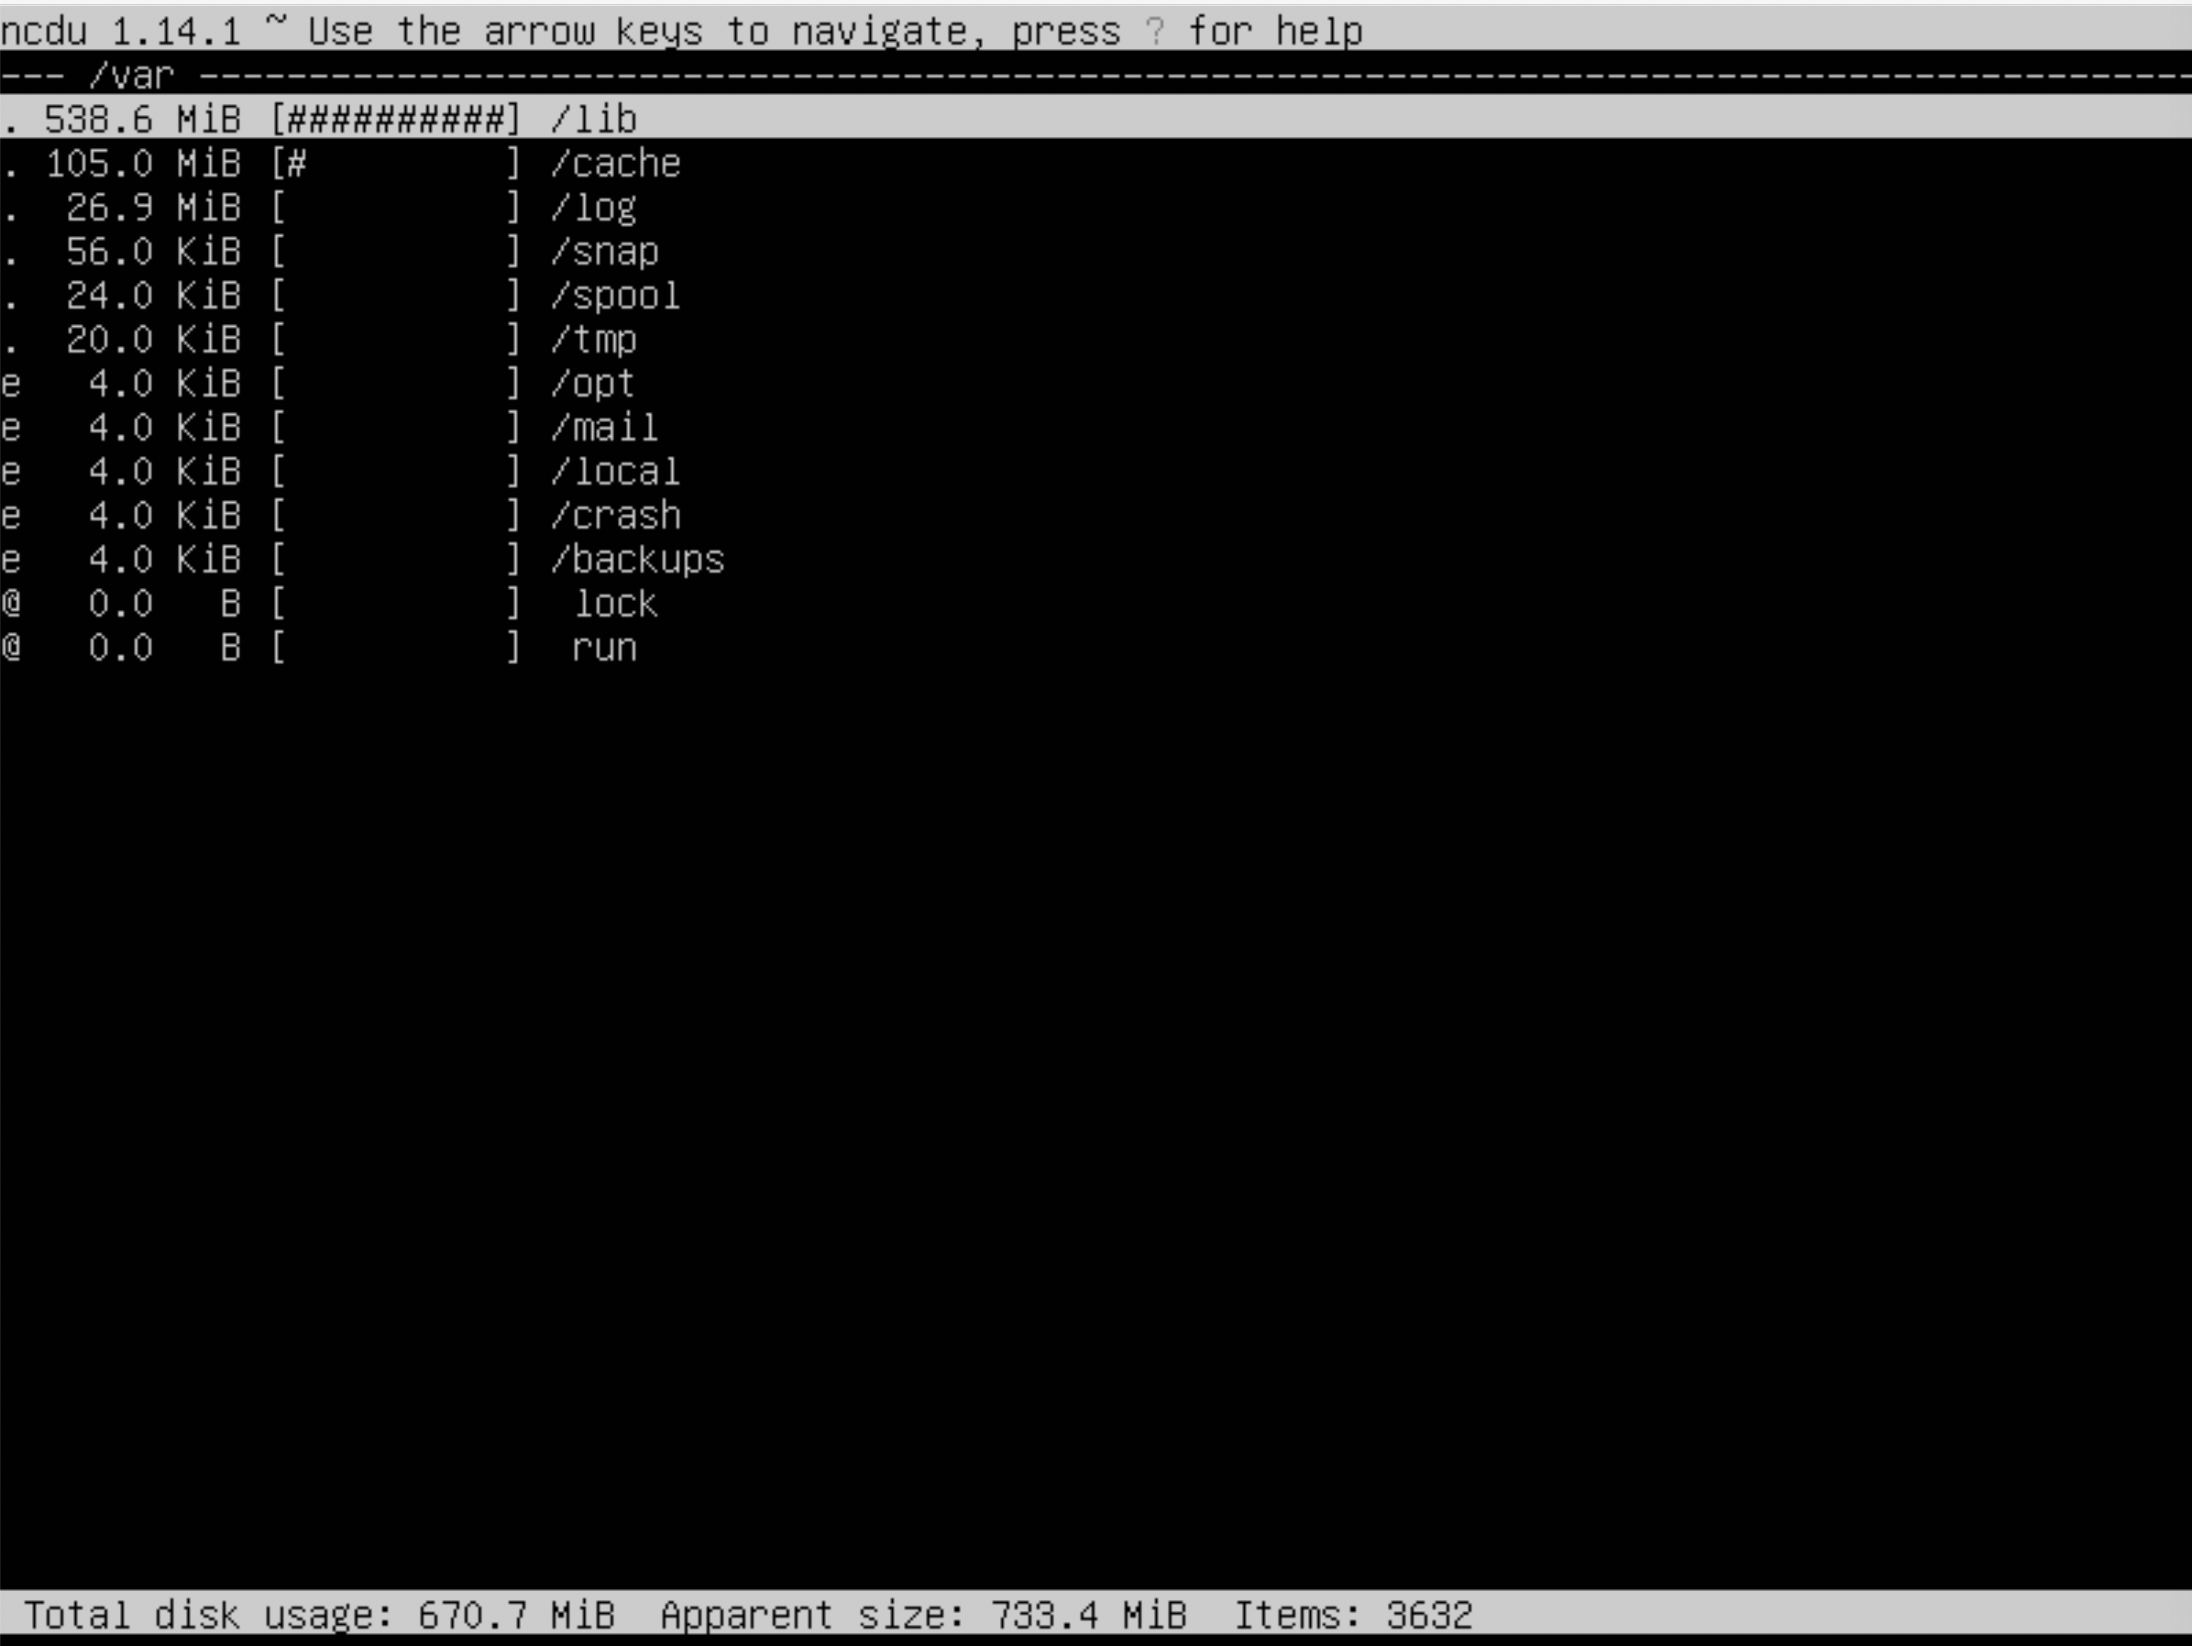 ncdu 1.14.1 ~ Use the arrow keys to navigate, press ? for help
--- /var -------------------------------------------------------------------------------------------
. 538.6 MiB [##########] /lib
. 105.0 MiB [#         ] /cache
.  26.9 MiB [          ] /log
.  56.0 KiB [          ] /snap
.  24.0 KiB [          ] /spool
.  20.0 KiB [          ] /tmp
e   4.0 KiB [          ] /opt
e   4.0 KiB [          ] /mail
e   4.0 KiB [          ] /local
e   4.0 KiB [          ] /crash
e   4.0 KiB [          ] /backups
@   0.0   B [          ]  lock
@   0.0   B [          ]  run
Total disk usage: 670.7 MiB  Apparent size: 733.4 MiB  Items: 3632